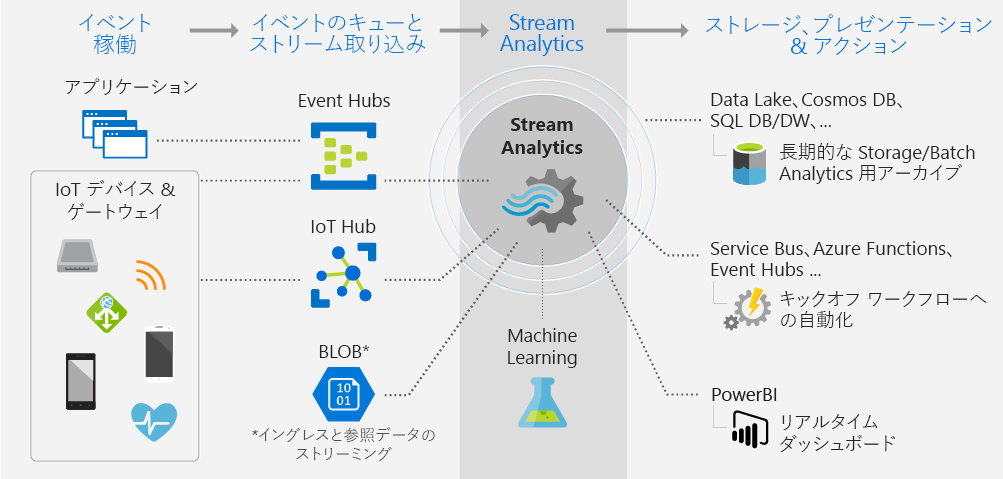 イベント
稼働
イベントのキューと
ストリーム取り込み
Stream
Analytics
ストレージ、プレゼンテーション
& アクション
アプリケーション
IoT デバイス &
ゲートウェイ
Event Hubs
IoT Hub
BLOB*
10
01
*イングレスと参照データの
ストリーミング
Stream
Analytics
Machine
Learning
Data Lake、Cosmos DB、
SQL DB/DW、...
長期的な Storage/Batch
Analytics 用アーカイブ
Service Bus、Azure Functions、
Event Hubs ...
キックオフ ワークフローへ
の自動化
PowerBI
リアルタイム
ダッシュボード